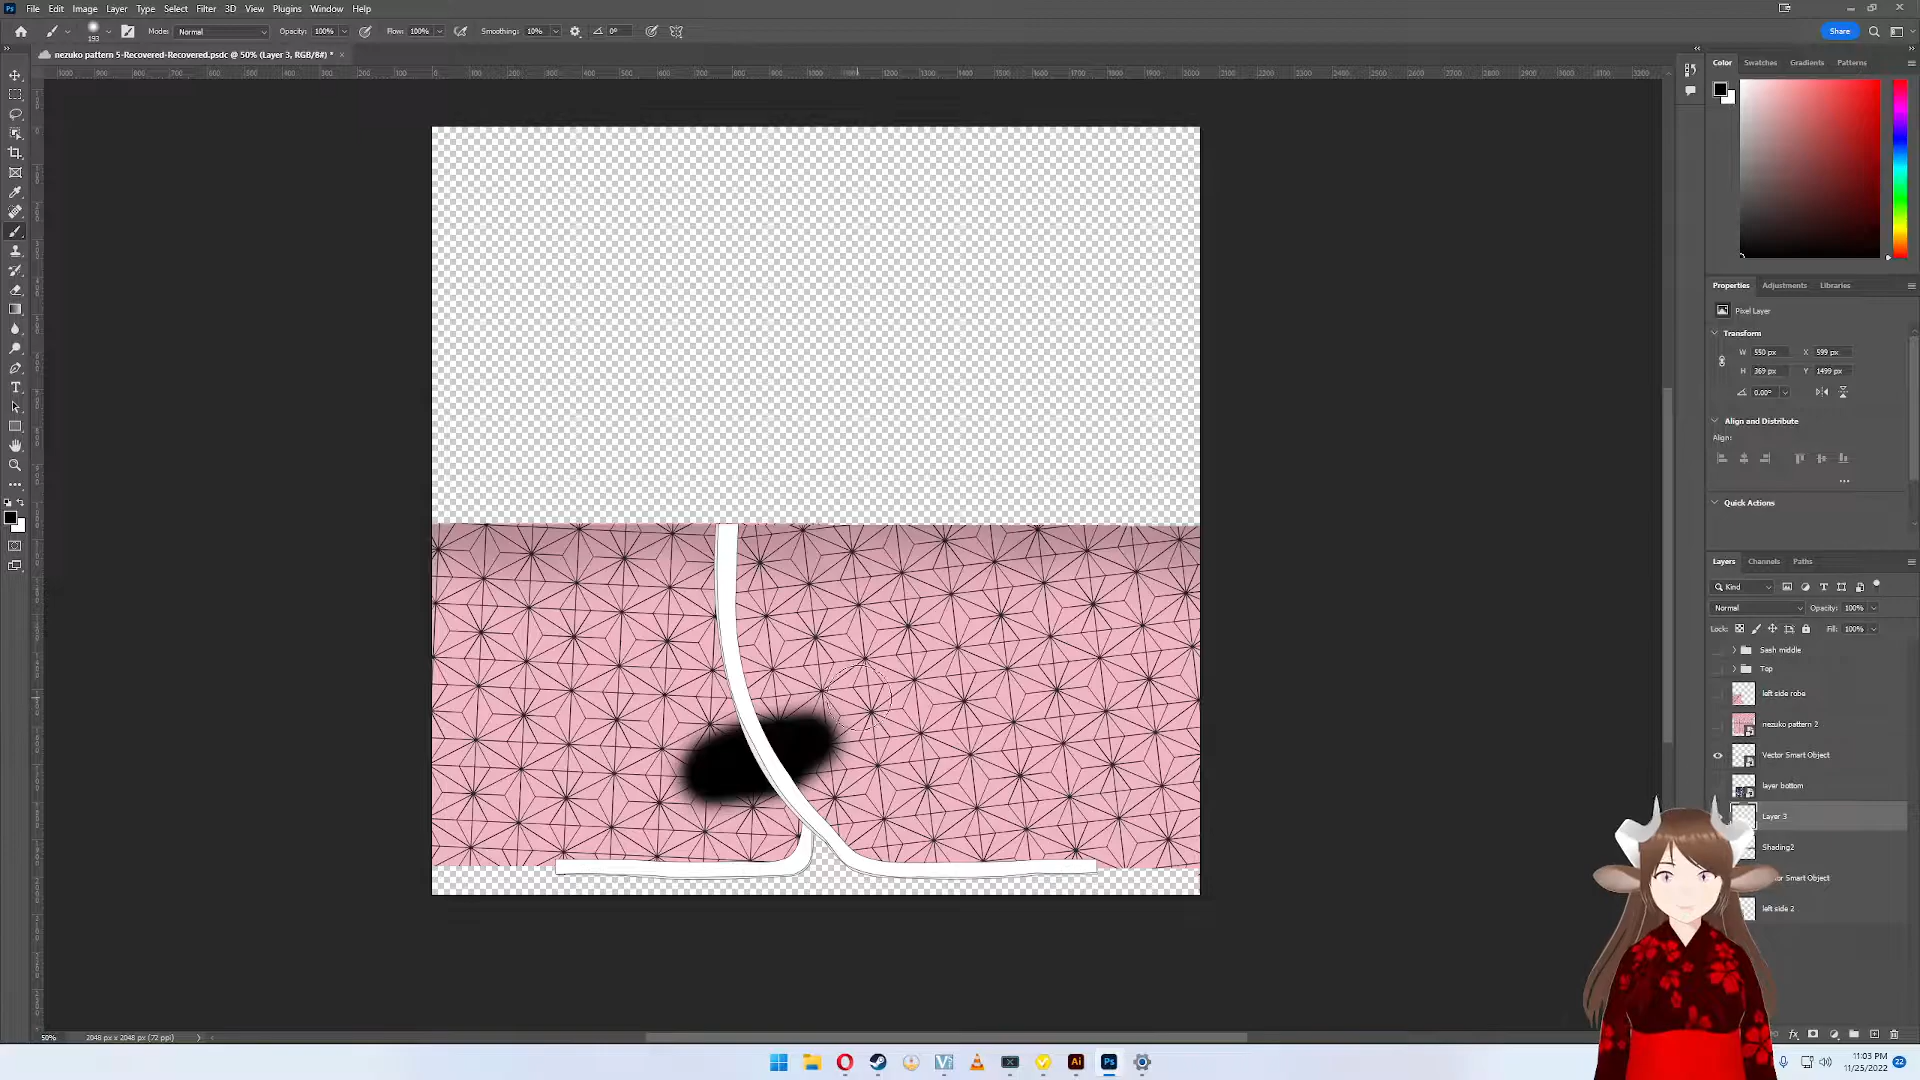 File Edit Image Layer Type Select Filter 3D View Plugins Window Help
193 Mode: Normal Opacity: 100% Flow: 100% Smoothing: 10% 0° Share
nezuko pattern 5-Recovered-Recovered.psdc @ 50% (Layer 3, RGB/8#) *
Color Swatches Gradients Patterns
Properties Adjustments Libraries
Pixel Layer
Transform
W 550 px X 599 px
H 369 px Y 1499 px
0.00°
Align and Distribute
Align:
Quick Actions
Layers Channels Paths
Kind
Normal Opacity: 100%
Lock: Fill: 100%
Sash middle
Top
left side robe
nezuko pattern 2
Vector Smart Object
layer bottom
Layer 3
Shading2
Smart Object
left side 2
50% 2048 px x 2048 px (72 ppi)
11:03 PM
11/25/2022
22